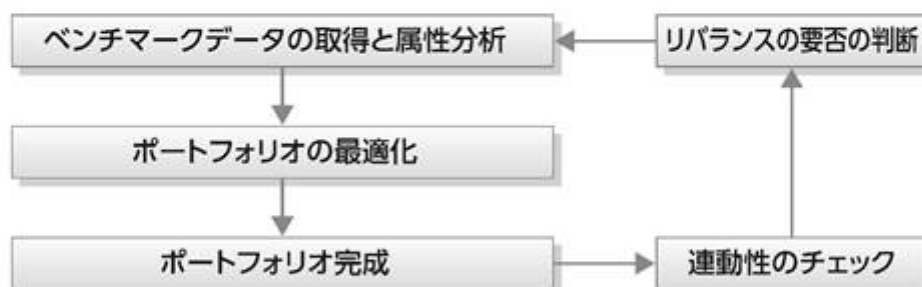 ベンチマークデータの取得と属性分析
リバランスの要否の判断
ポートフォリオの最適化
ポートフォリオ完成
連動性のチェック